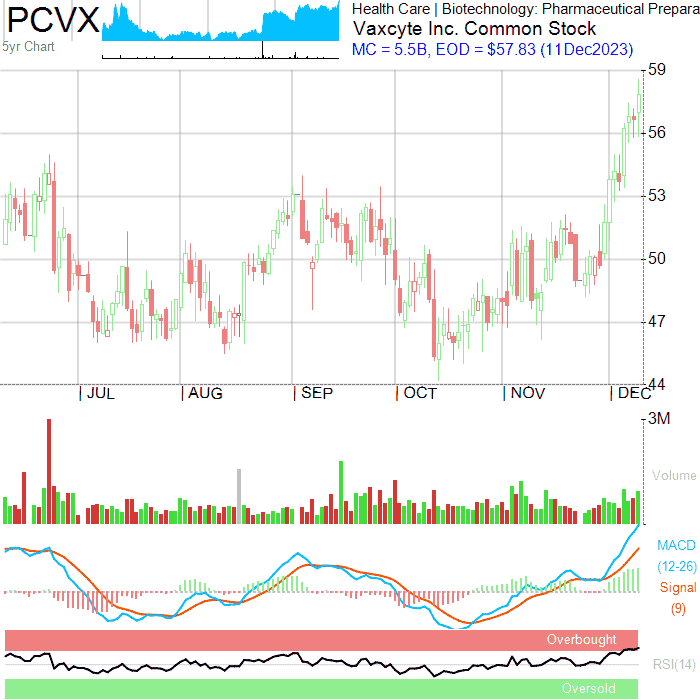 PCVX
5yr Chart
Health Care | Biotechnology: Pharmaceutical Prepara
Vaxcyte Inc. Common Stock
MC = 5.5B, EOD = $57.83 (11Dec2023)
59
56
53
50
47
44
JUL AUG SEP OCT NOV DEC
3M
Volume
MACD
(12-26)
Signal
(9)
Overbought
RSI(14)
Oversold